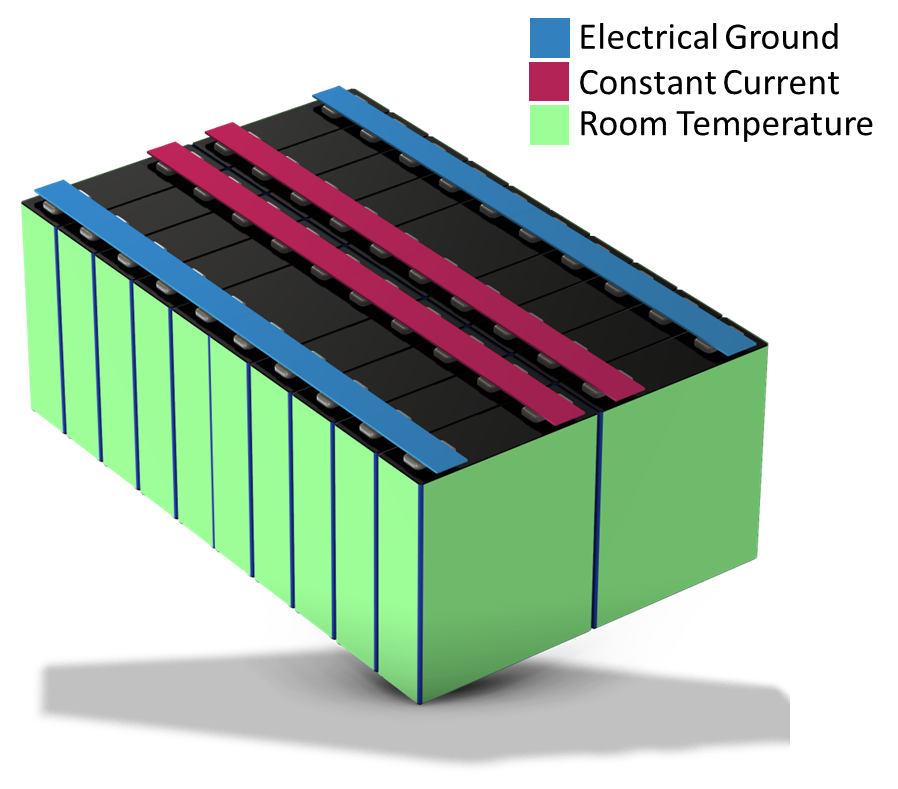 Electrical Ground
Constant Current
Room Temperature